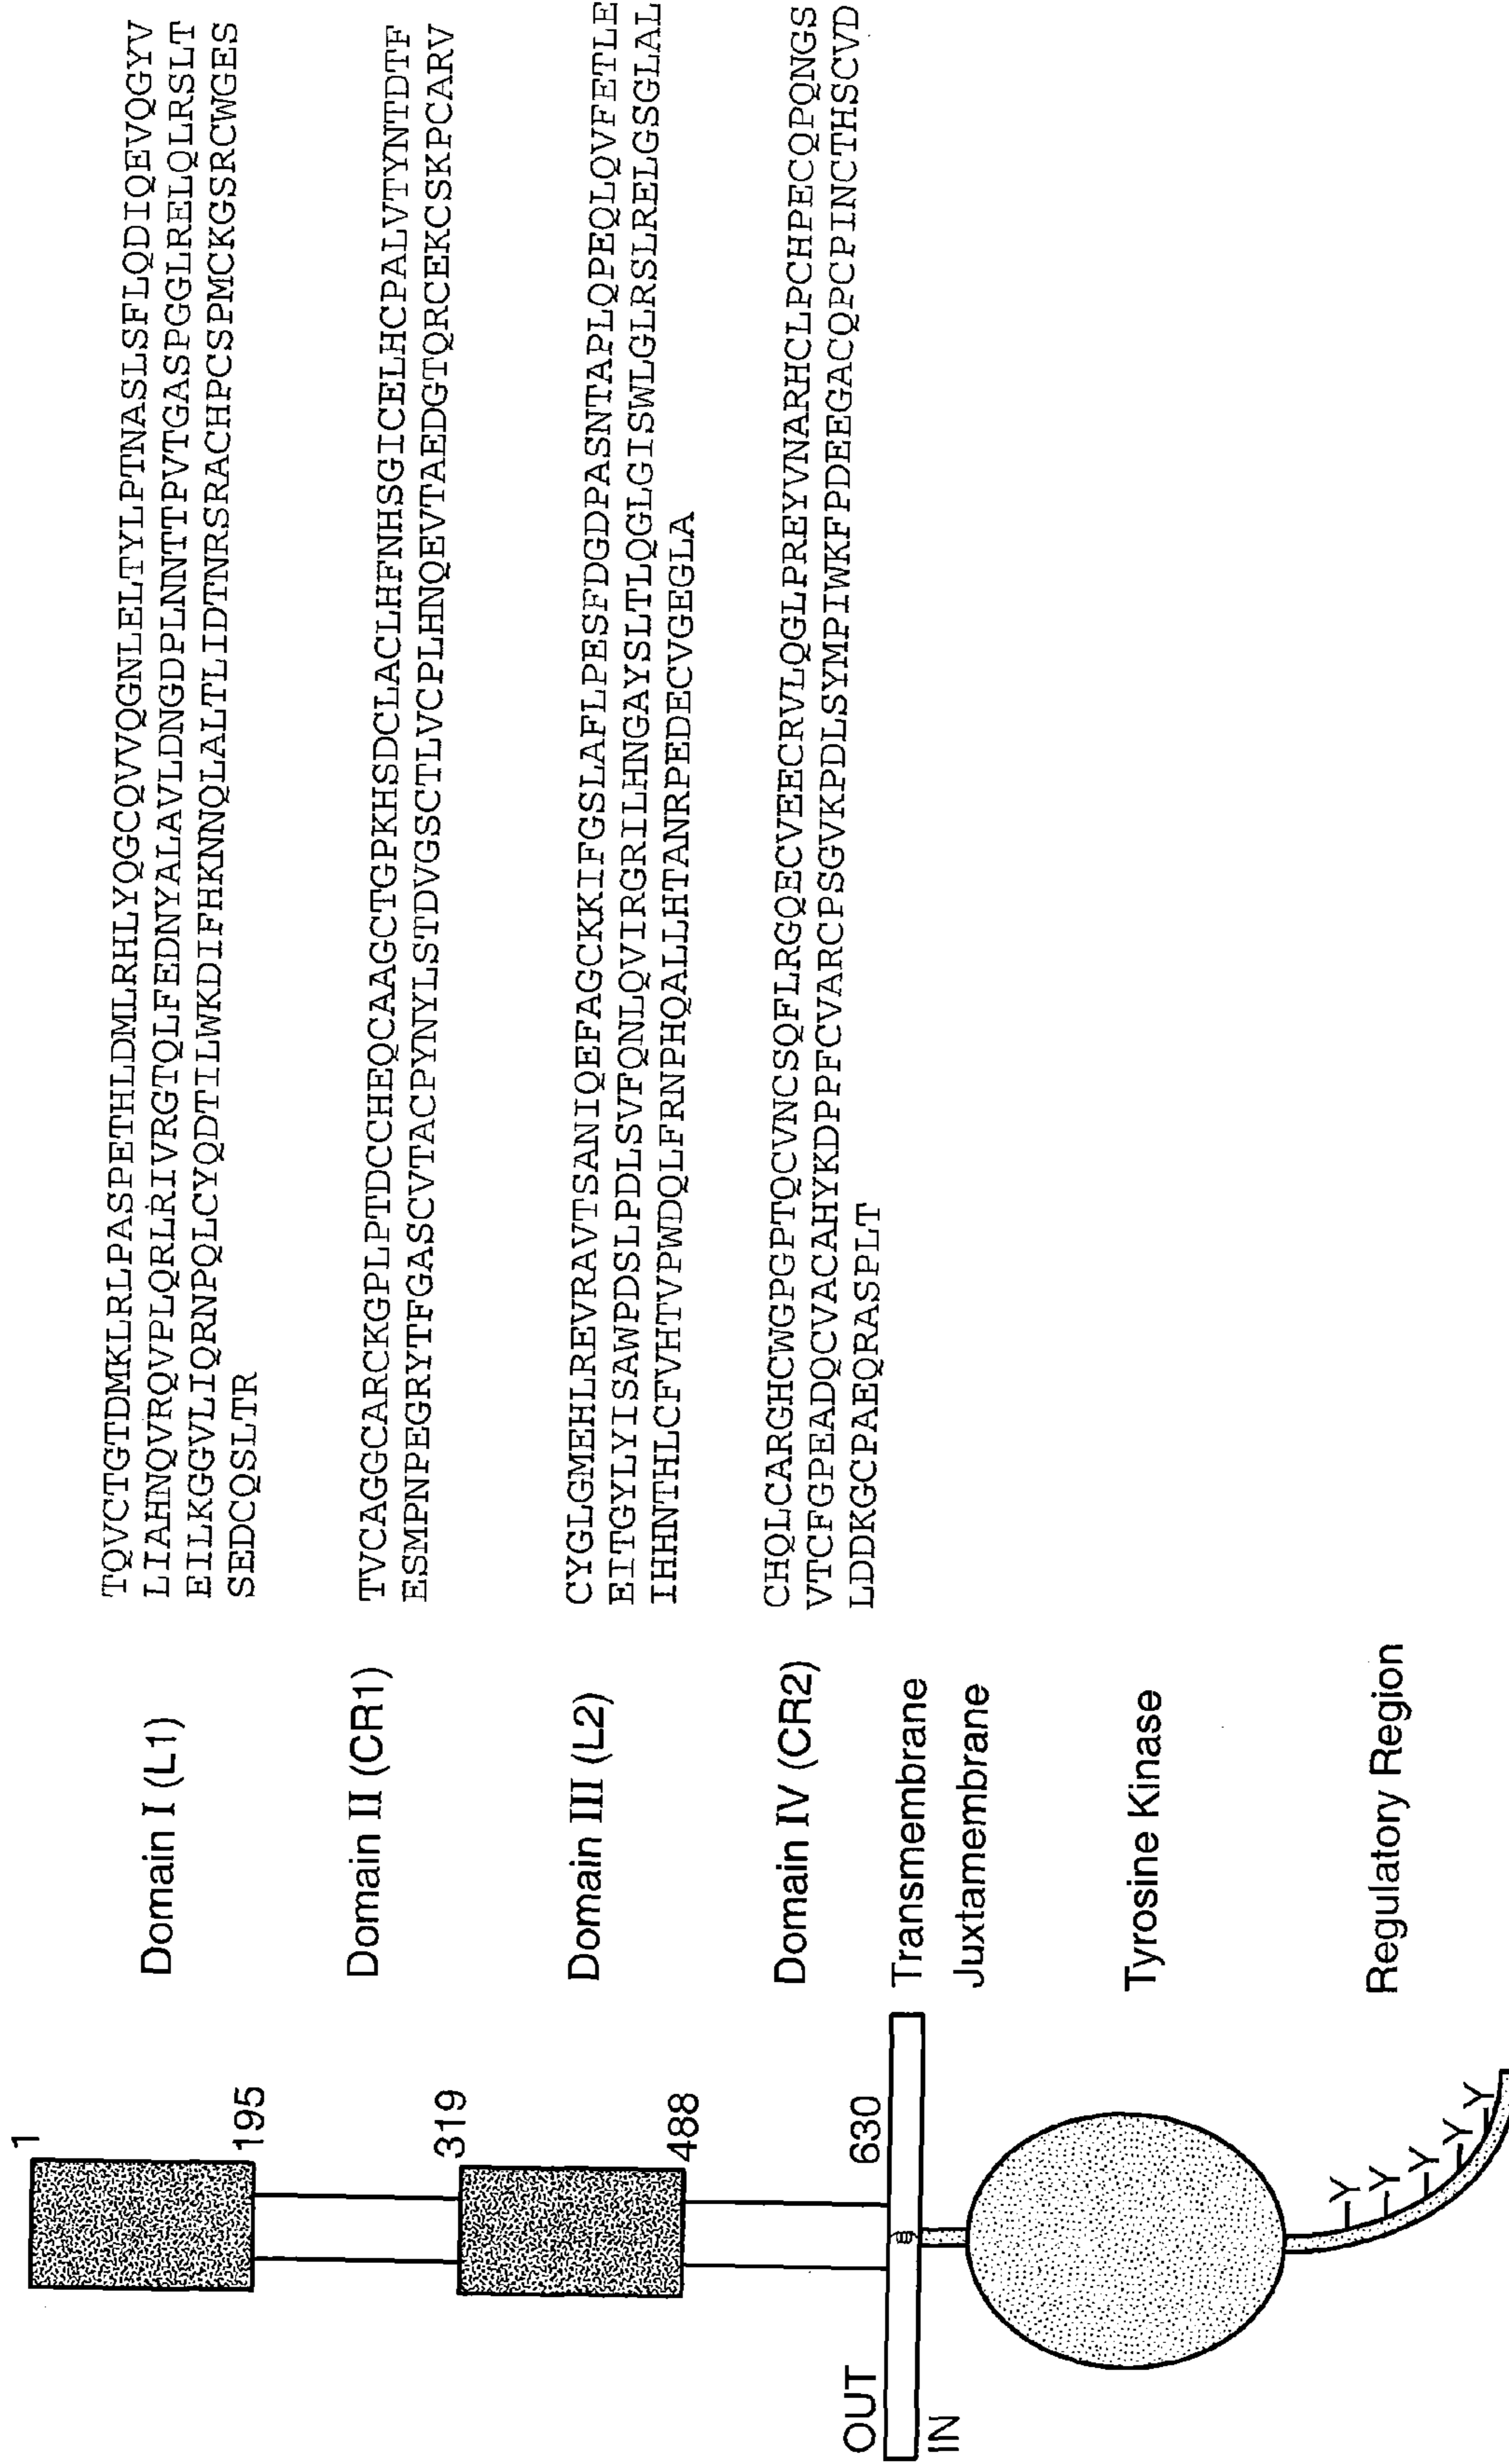 1
Domain I (L1)
TQVCTGTDMKLRLPASPETHLDMLRHLYQGCQVVQGNLELTYLPTNASLSFLQDIQEVQGYV
LIAHNQVRQVPLQRLRIVRGTQLFEDNYALAVLDNGDPLNNTTPVTGASPGGLRELQLRSLT
EILKGGVLIQRNPQLCYQDTILWKDIFHKNNQLALTLIDTNRSRACHPCSPMCKGSRCWGES
SEDCQSLTR
195
Domain II (CR1)
TVCAGGCARCKGPLPTDCCHEQCAAGCTGPKHSDCLACLHFNHSGICELHCPALVTYNTDTF
ESMPNPEGRYTFGASCVTACPYNYLSTDVGSCTLVCPLHNQEVTAEDGTQRCEKCSKPCARV
319
Domain III (L2)
CYGLGMEHLREVRAVTSANIQEFAGCKKIFGSLAFLPESFDGDPASNTAPLQPEQLQVFETLE
EITGYLYISAWPDSLPDLSVFQNLQVIRGRILHNGAYSLTLQGLGISWLGLRSLRELGSGLAL
IHHNTHLCFVHTVPWDQLFRNPHQALLHTANRPEDECVGEGLA
488
Domain IV (CR2)
CHQLCARGHCWGPGPTQCVNCSQFLRGQECVEECRVLQGLPREYVNARHCLPCHPECQPQNGS
VTCFGPEADQCVACAHYKDPPFCVARCPSGVKPDLSYMPIWKFPDEEGACQPCPINCTHSCVD
LDDKGCPAEQRASPLT
OUT
630
Transmembrane
IN
Juxtamembrane
Tyrosine Kinase
Regulatory Region
Y
Y
Y
Y
Y